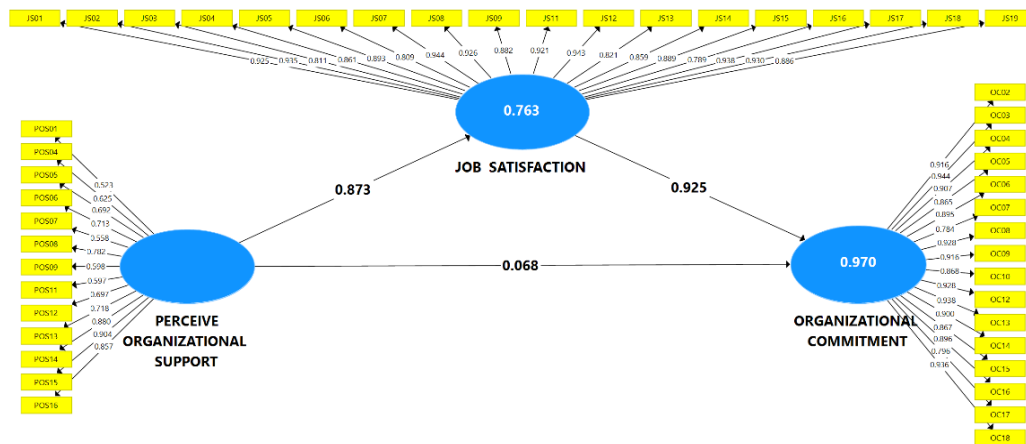 JS01 JS02 JS03 JS04 JS05 JS06 JS07 JS08 JS09 JS11 JS12 JS13 JS14 JS15 JS16 JS17 JS18 JS19
0.925 0.935 0.811 0.861 0.893 0.809 0.944 0.926 0.882 0.921 0.943 0.821 0.859 0.889 0.789 0.938 0.930 0.886
0.763
JOB SATISFACTION
POS01
POS04
POS05
POS06
POS07
POS08
POS09
POS11
POS12
POS13
POS14
POS15
POS16
0.523
0.625
0.692
0.713
0.558
0.782
0.598
0.597
0.697
0.718
0.880
0.904
0.857
PERCEIVE
ORGANIZATIONAL
SUPPORT
0.873
0.925
0.068
0.970
ORGANIZATIONAL
COMMITMENT
0.916
0.944
0.907
0.865
0.895
0.784
0.928
0.916
0.868
0.928
0.938
0.900
0.867
0.896
0.796
0.936
OC02
OC03
OC04
OC05
OC06
OC07
OC08
OC09
OC10
OC12
OC13
OC14
OC15
OC16
OC17
OC18